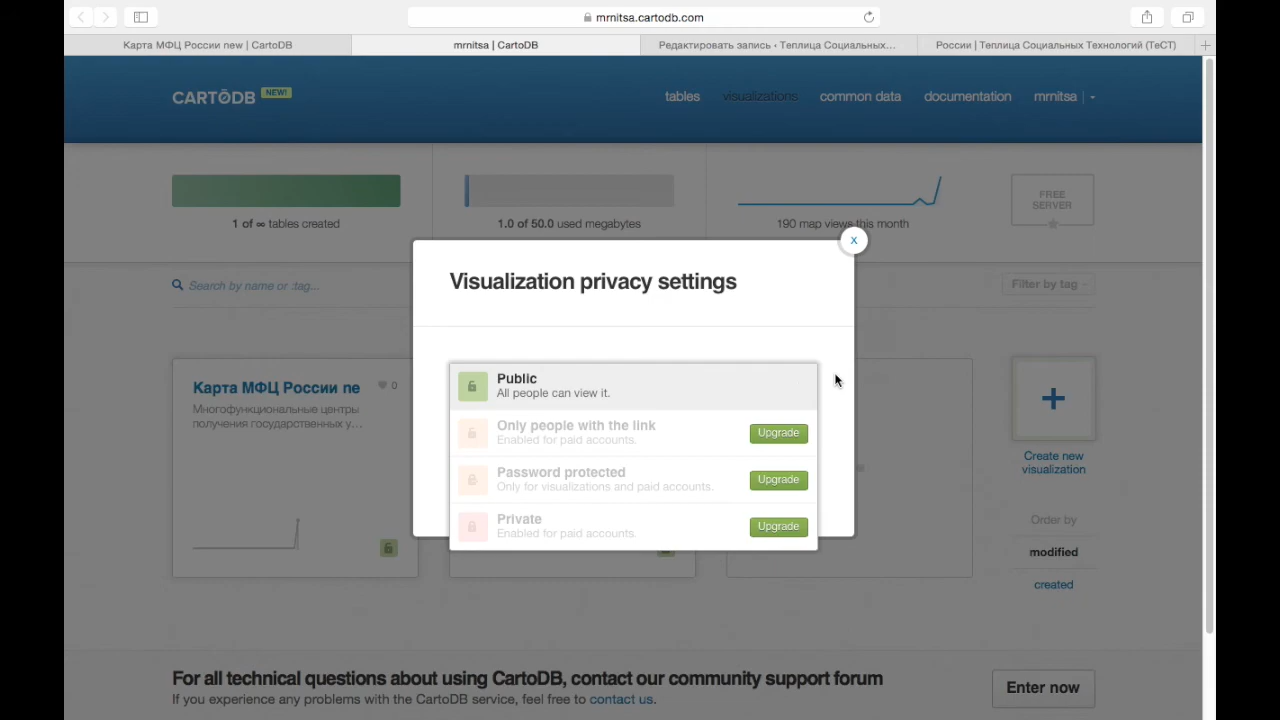 mrnitsa.cartodb.com
Карта МФЦ России new | CartoDB
mrnitsa | CartoDB
Редактировать запись ‹ Теплица Социальных...
России | Теплица Социальных Технологий (ТеСТ)
CARTODB NEW!
tables
visualizations
common data
documentation
mrnitsa
1 of ∞ tables created
1.0 of 50.0 used megabytes
190 map views this month
FREE
SERVER
x
Visualization privacy settings
Search by name or :tag...
Filter by tag
Public
All people can view it.
Only people with the link
Enabled for paid accounts.
Upgrade
Password protected
Only for visualizations and paid accounts.
Upgrade
Private
Enabled for paid accounts.
Upgrade
Карта МФЦ России ne
0
Многофункциональные центры
получения государственных у...
+
Create new
visualization
Order by
modified
created
For all technical questions about using CartoDB, contact our community support forum
If you experience any problems with the CartoDB service, feel free to contact us.
Enter now